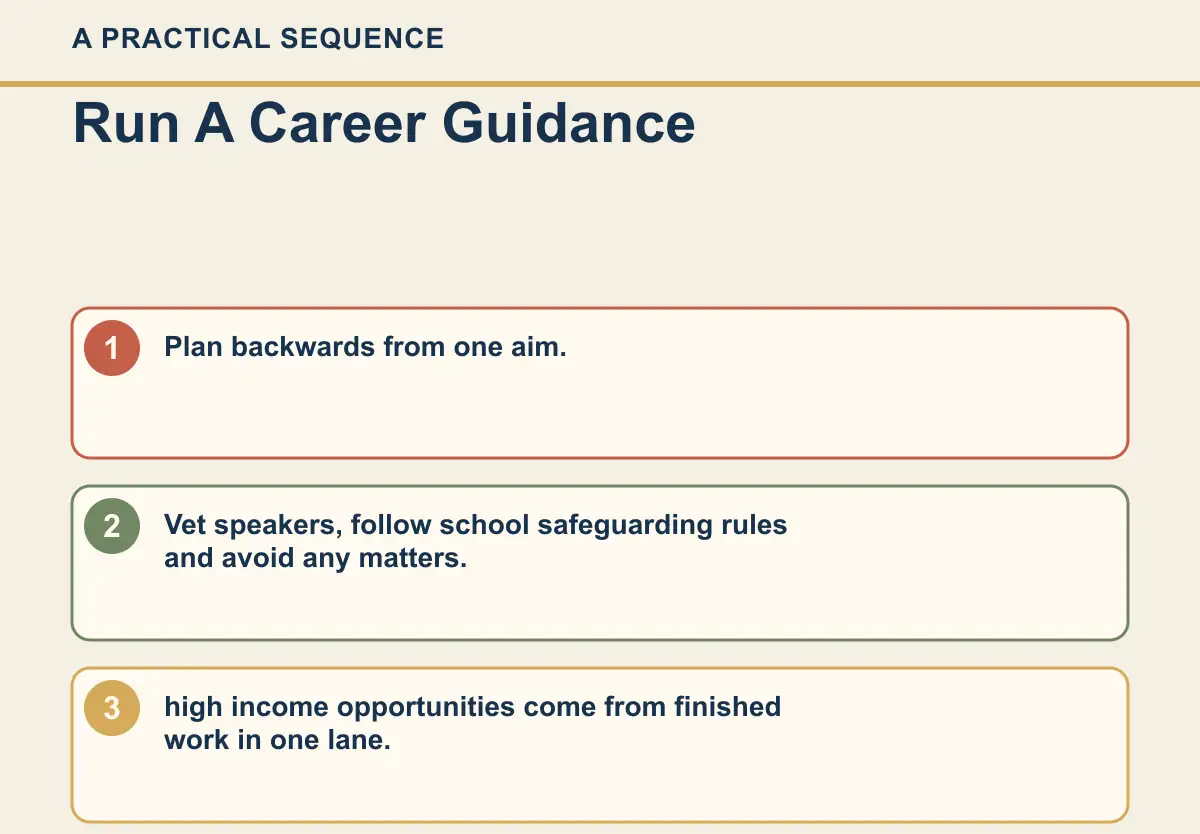 A PRACTICAL SEQUENCE
Run A Career Guidance
1
Plan backwards from one aim.
2
Vet speakers, follow school safeguarding rules
and avoid any matters.
3
high income opportunities come from finished
work in one lane.